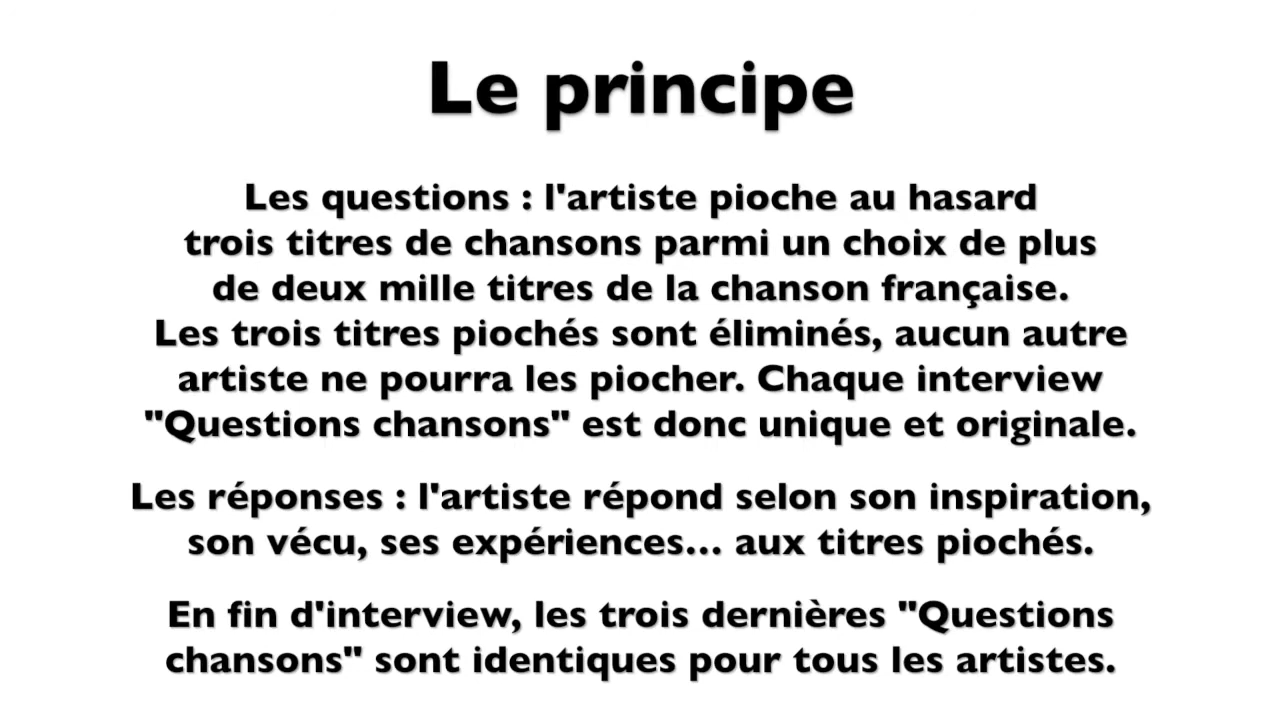 Le principe
Les questions : l'artiste pioche au hasard
trois titres de chansons parmi un choix de plus
de deux mille titres de la chanson française.
Les trois titres piochés sont éliminés, aucun autre
artiste ne pourra les piocher. Chaque interview
"Questions chansons" est donc unique et originale.
Les réponses : l'artiste répond selon son inspiration,
son vécu, ses expériences… aux titres piochés.
En fin d'interview, les trois dernières "Questions
chansons" sont identiques pour tous les artistes.